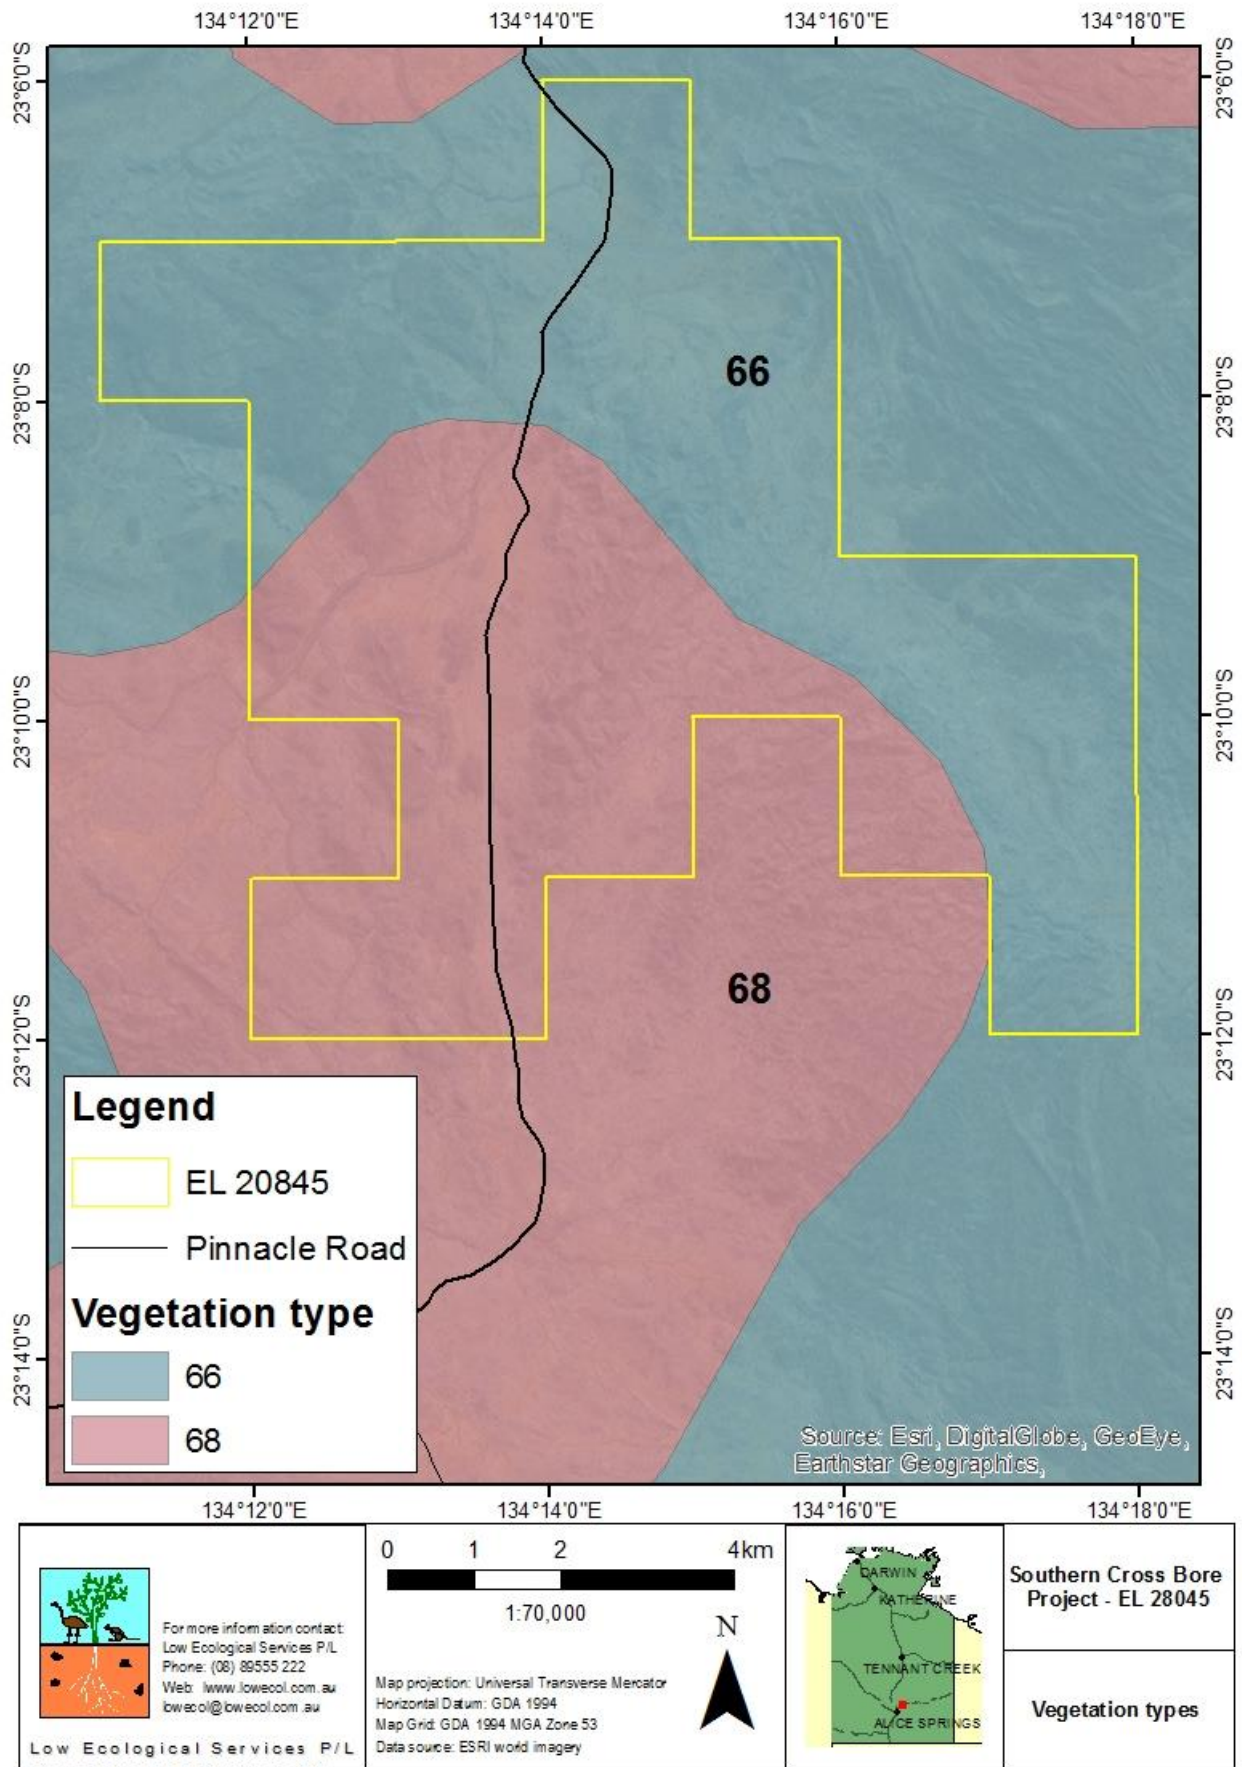 134°12'0"E 134°14'0"E 134°16'0"E 134°18'0"E
23°6'0"S 23°6'0"S
23°8'0"S 23°8'0"S
66
23°10'0"S 23°10'0"S
68
23°12'0"S 23°12'0"S
Legend
EL 20845
Pinnacle Road
Vegetation type
66
68
23°14'0"S 23°14'0"S
Source: Esri, DigitalGlobe, GeoEye,
Earthstar Geographics,
134°12'0"E 134°14'0"E 134°16'0"E 134°18'0"E
For more information contact:
Low Ecological Services P/L
Phone: (08) 89555 222
Web: lwww.lowecol.com.au
lowecol@lowecol.com.au
Low Ecological Services P/L
0 1 2 4km
1:70,000
N
Map projection: Universal Transverse Mercator
Horizontal Datum: GDA 1994
Map Grid: GDA 1994 MGA Zone 53
Data source: ESRI world imagery
DARWIN
KATHERINE
TENNANT CREEK
ALICE SPRINGS
Southern Cross Bore
Project - EL 28045
Vegetation types